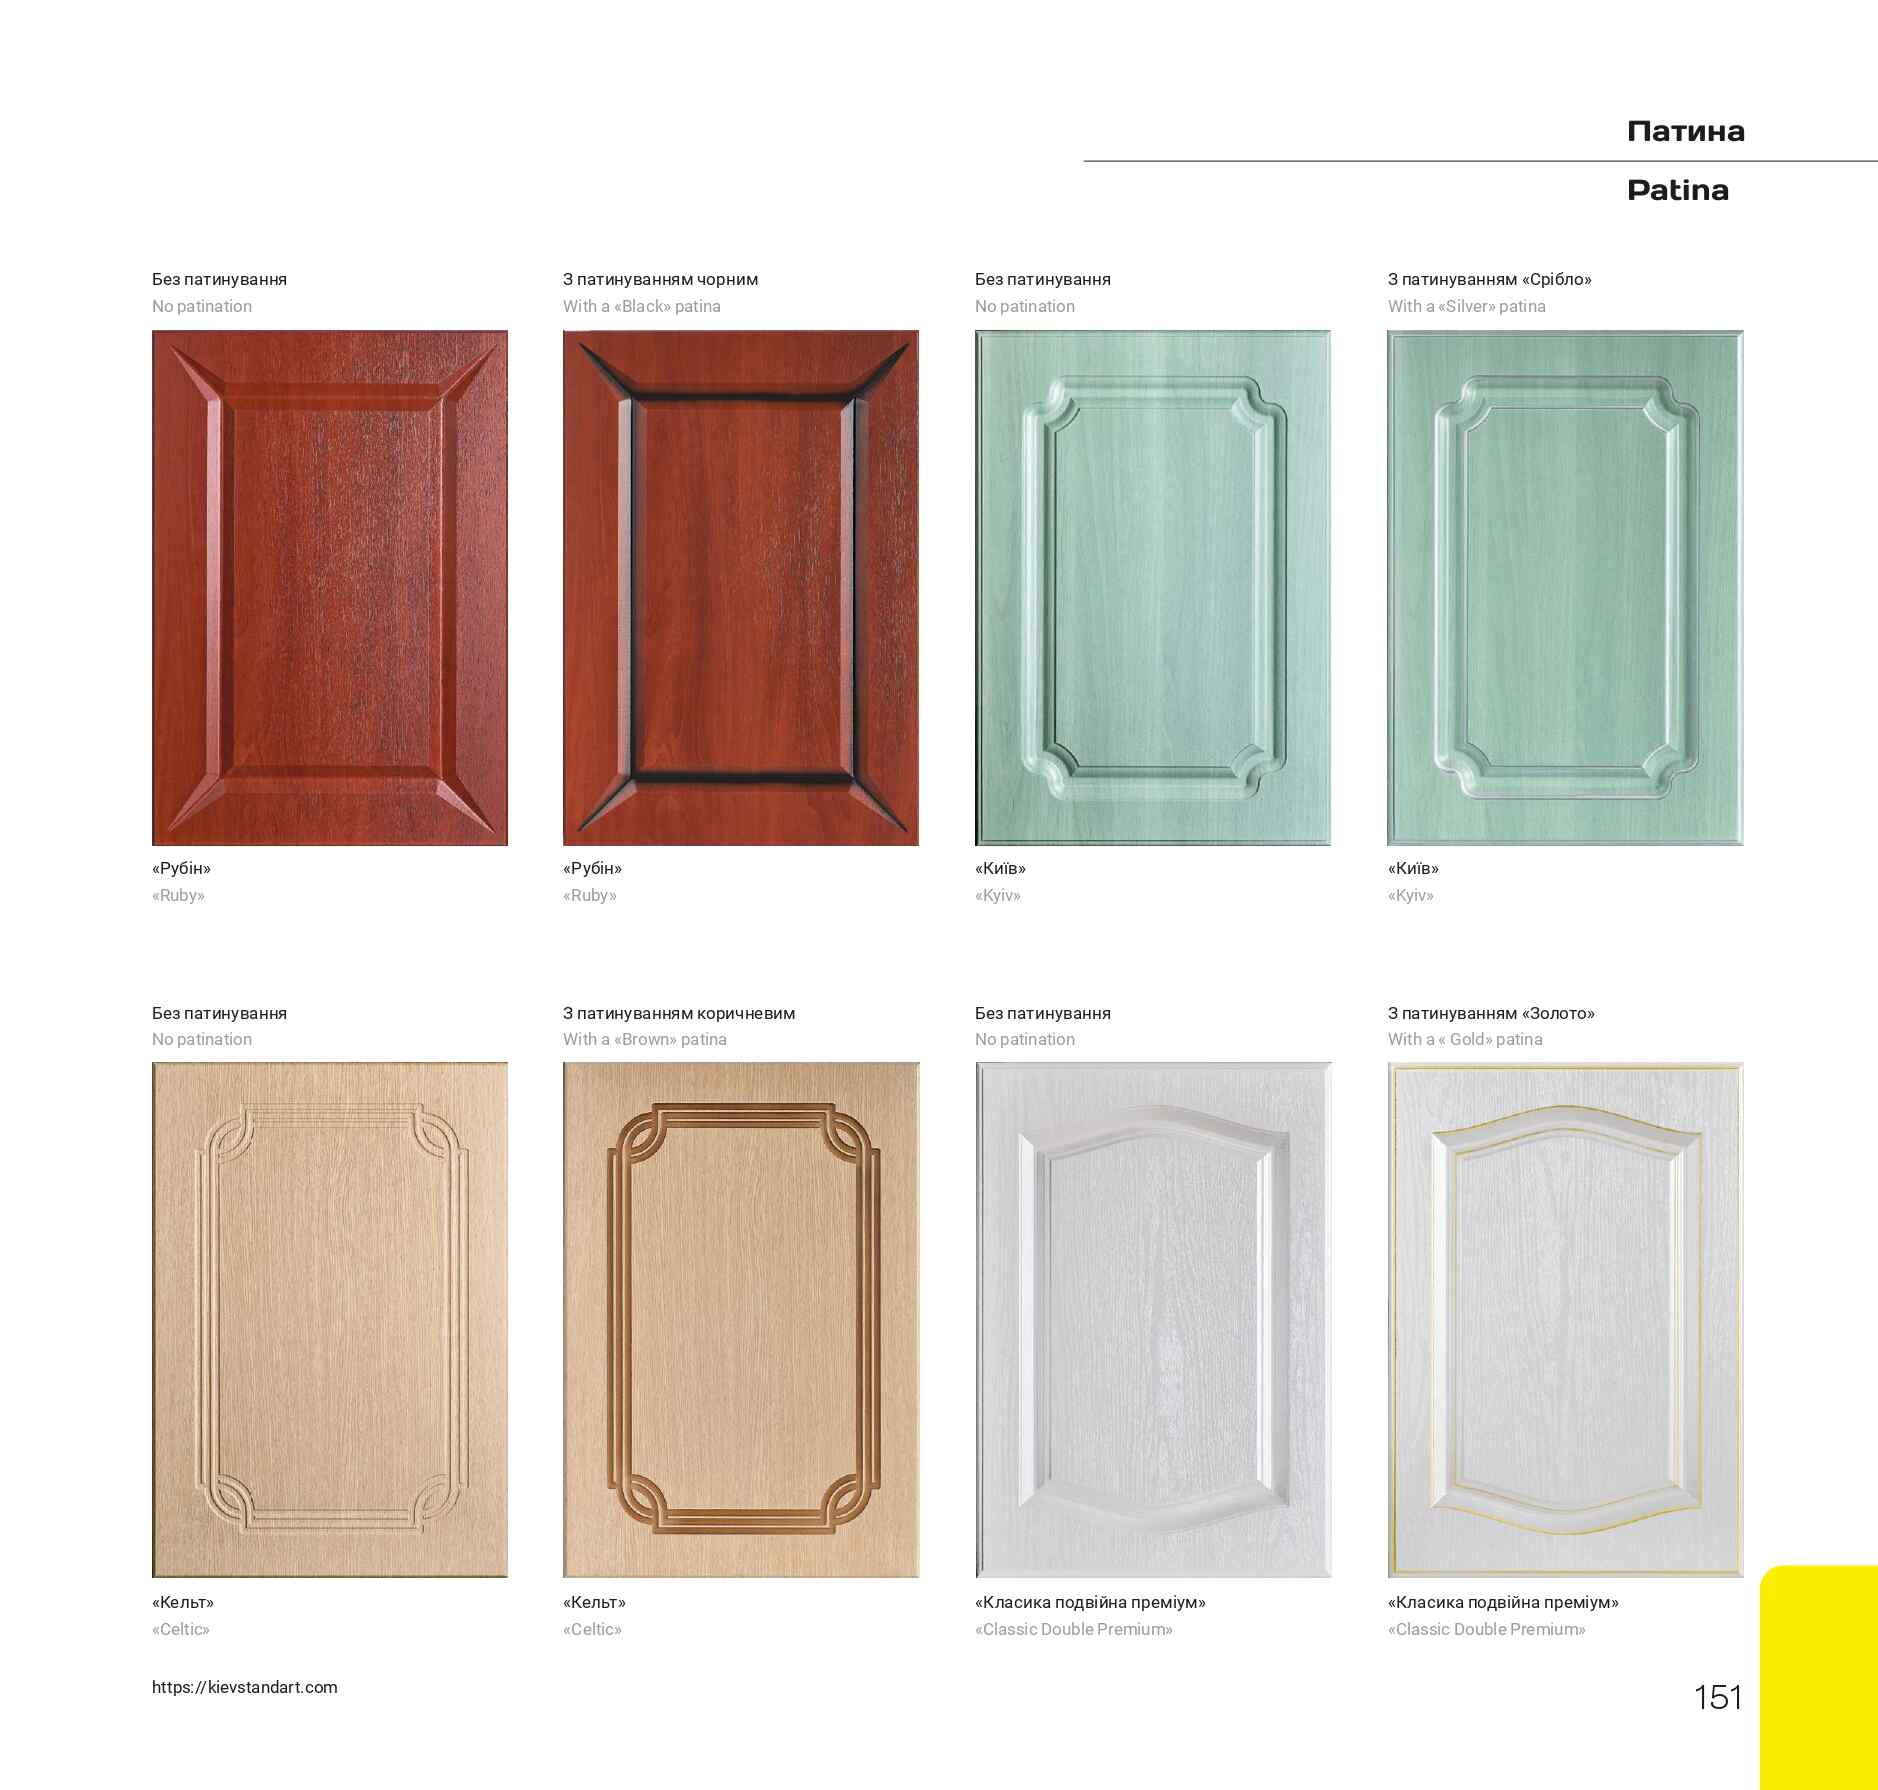 Патина
Patina
Без патинування
No patination
З патинуванням чорним
With a «Black» patina
Без патинування
No patination
З патинуванням «Срібло»
With a «Silver» patina
«Рубін»
«Ruby»
«Рубін»
«Ruby»
«Київ»
«Kyiv»
«Київ»
«Kyiv»
Без патинування
No patination
З патинуванням коричневим
With a «Brown» patina
Без патинування
No patination
З патинуванням «Золото»
With a « Gold» patina
«Кельт»
«Celtic»
«Кельт»
«Celtic»
«Класика подвійна преміум»
«Classic Double Premium»
«Класика подвійна преміум»
«Classic Double Premium»
https://kievstandart.com
151